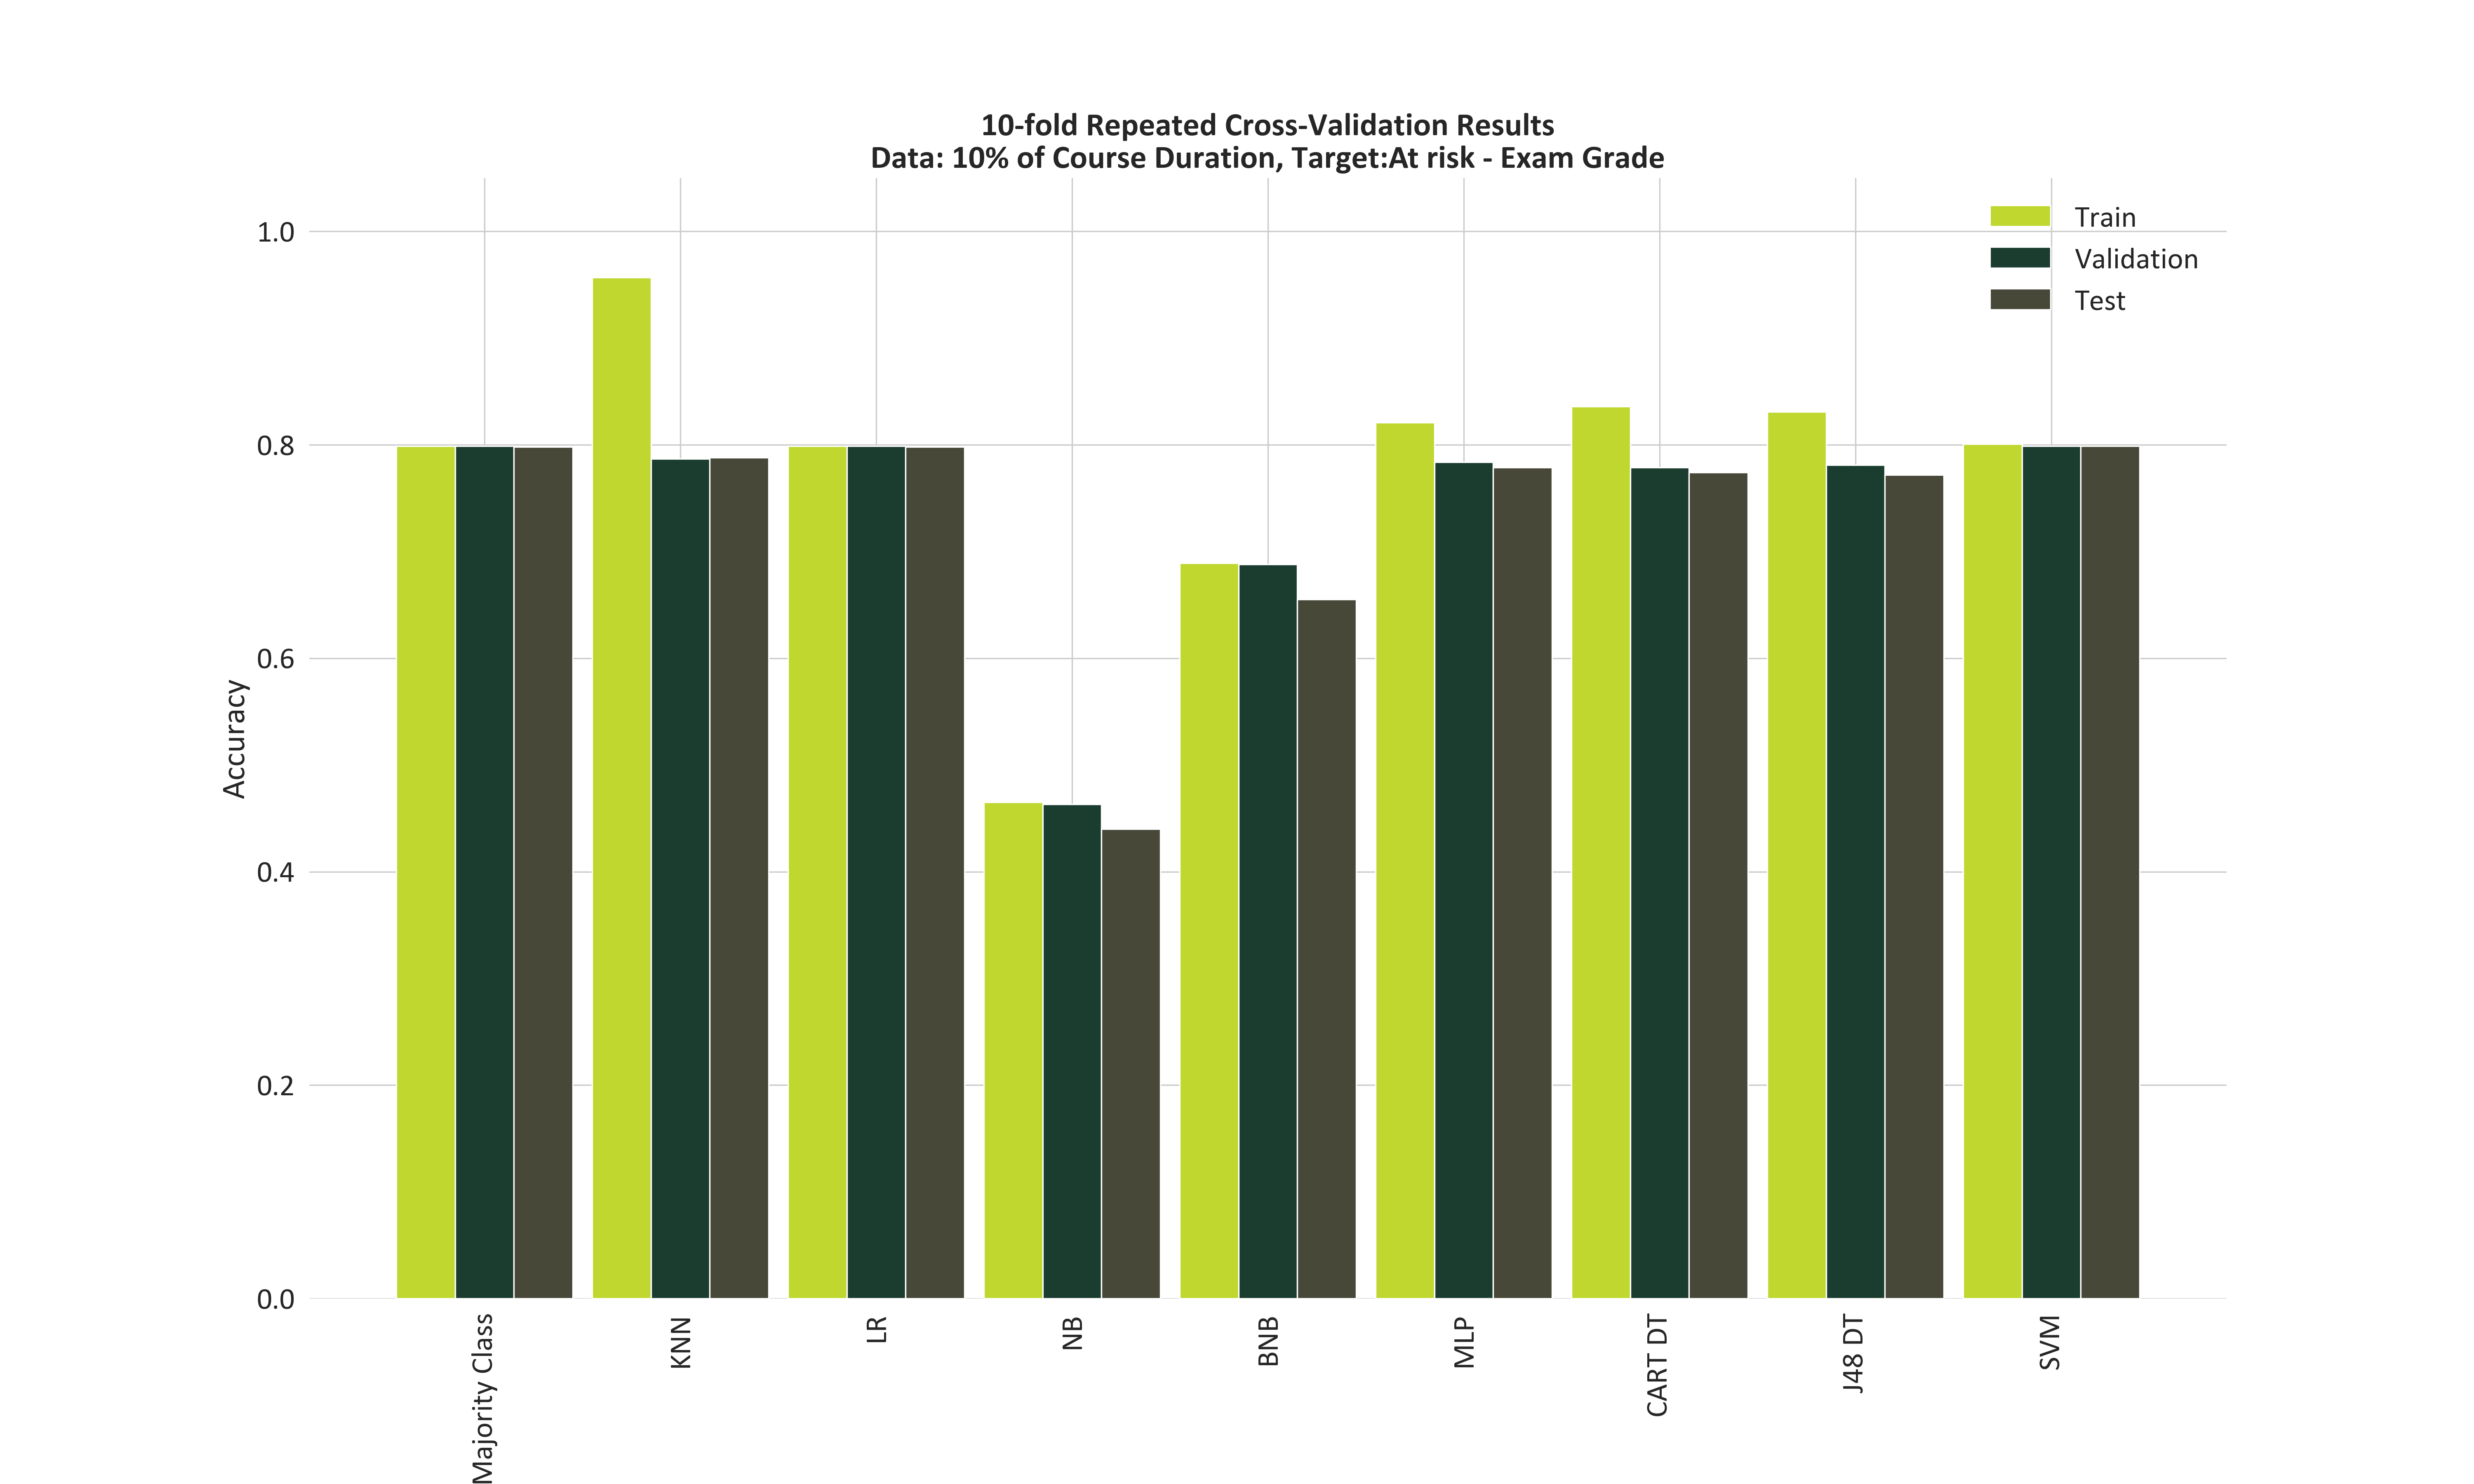 10-fold Repeated Cross-Validation Results
Data: 10% of Course Duration, Target:At risk - Exam Grade
Train
Validation
Test
Accuracy
1.0
0.8
0.6
0.4
0.2
0.0
Majority Class
KNN
LR
NB
BNB
MLP
CART DT
J48 DT
SVM